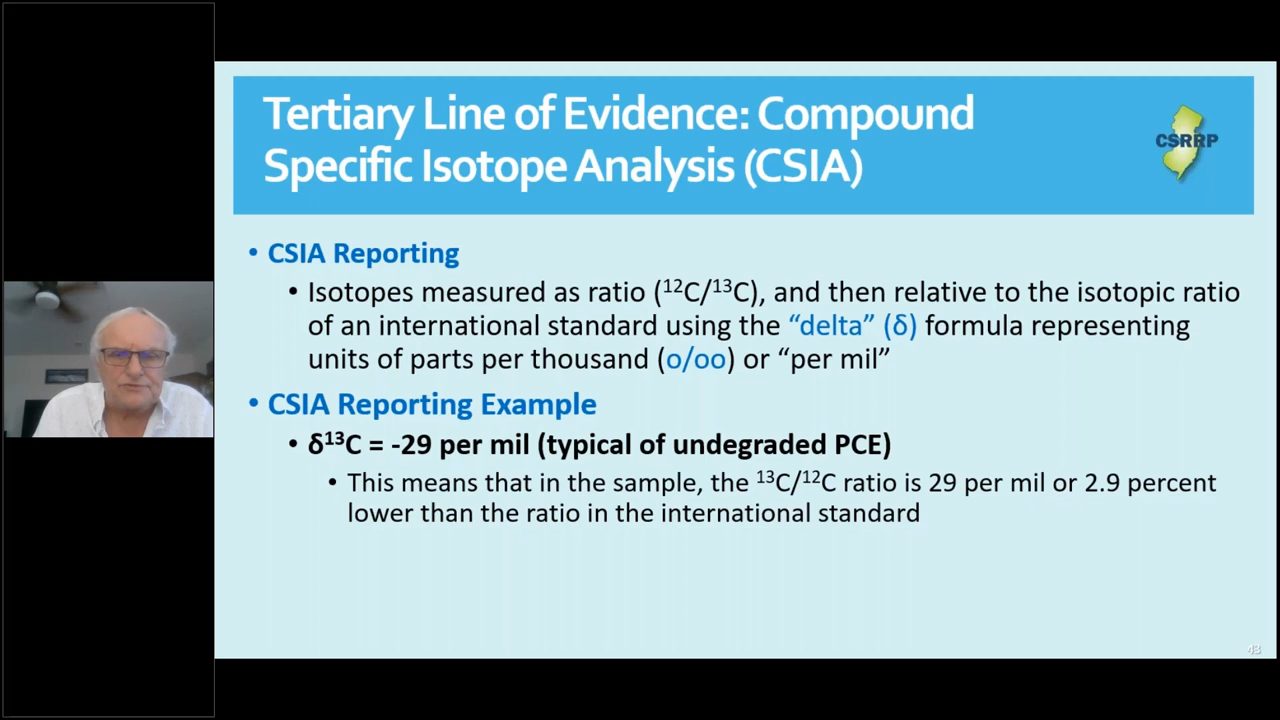 Tertiary Line of Evidence: Compound
Specific Isotope Analysis (CSIA)
CSRRP
• CSIA Reporting
• Isotopes measured as ratio (¹²C/¹³C), and then relative to the isotopic ratio
of an international standard using the “delta” (δ) formula representing
units of parts per thousand (o/oo) or “per mil”
• CSIA Reporting Example
• δ¹³C = -29 per mil (typical of undegraded PCE)
• This means that in the sample, the ¹³C/¹²C ratio is 29 per mil or 2.9 percent
lower than the ratio in the international standard
43